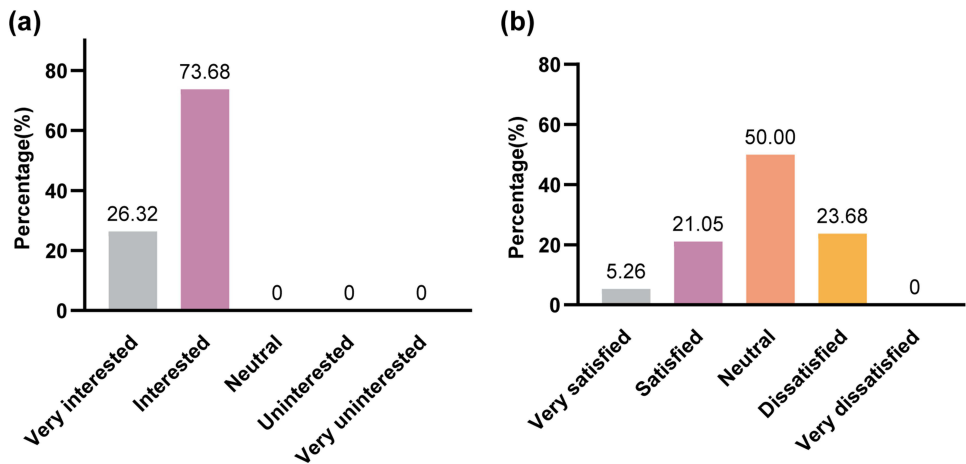 (a)
Percentage(%)
80
60
40
20
0
26.32
73.68
0
0
0
Very interested
Interested
Neutral
Uninterested
Very uninterested
(b)
Percentage(%)
80
60
40
20
0
5.26
21.05
50.00
23.68
0
Very satisfied
Satisfied
Neutral
Dissatisfied
Very dissatisfied